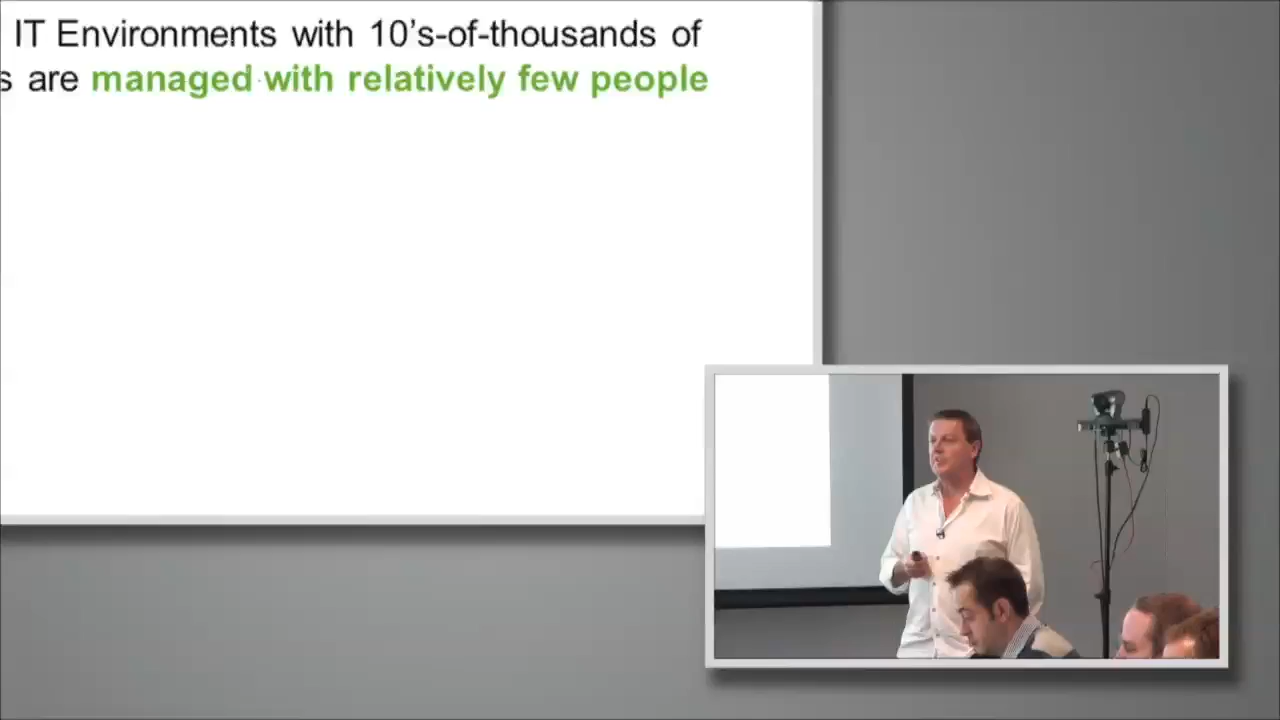 IT Environments with 10's-of-thousands of
s are managed with relatively few people